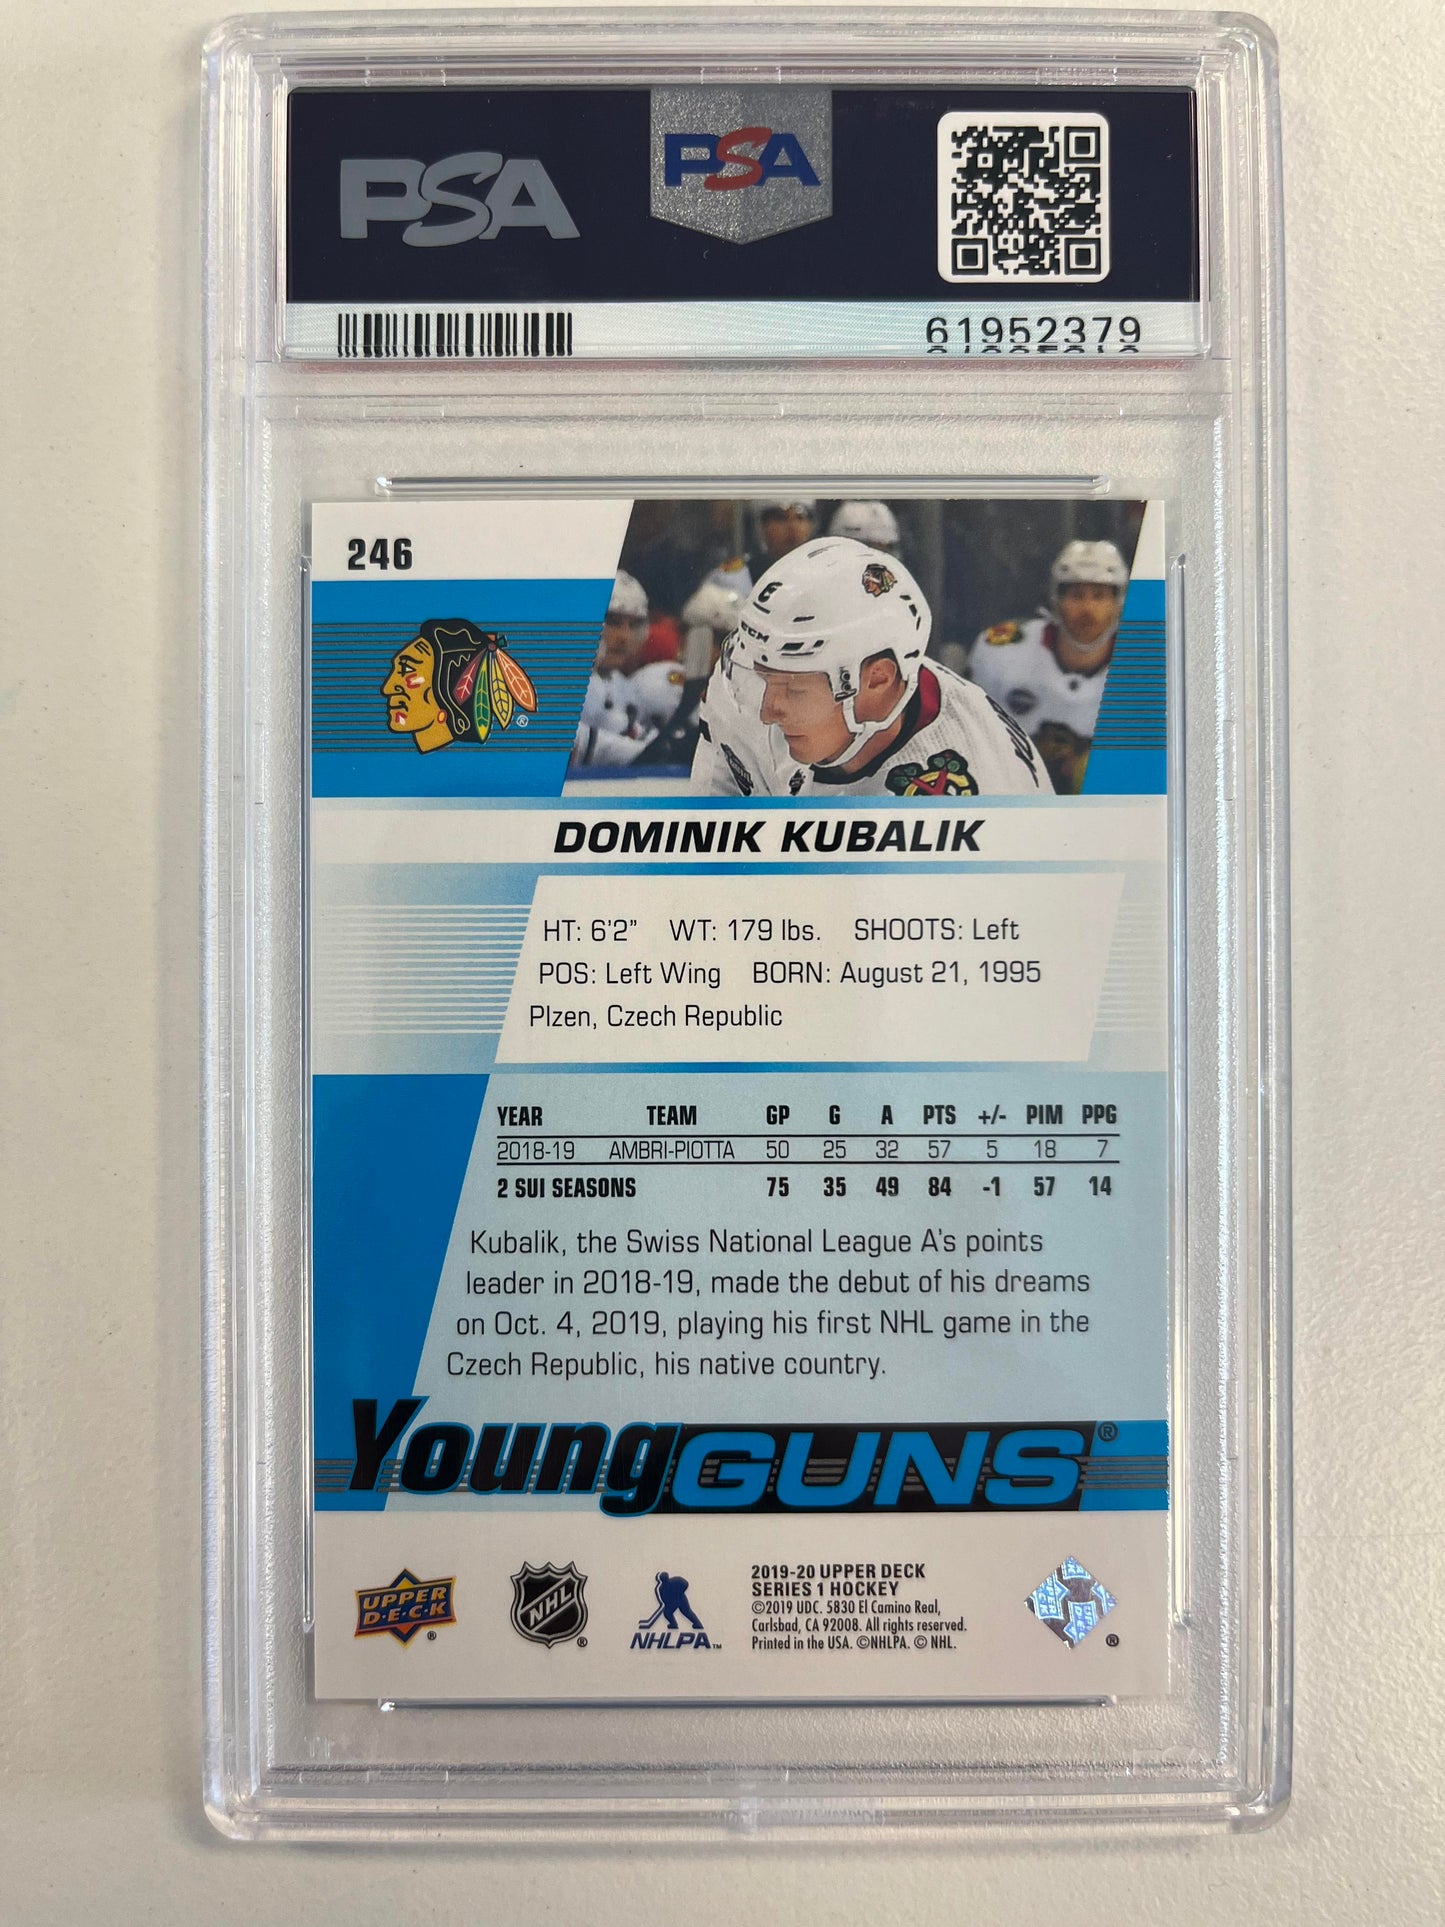 PSA
PSA
61952379
246
6
CCM
DOMINIK KUBALIK
HT: 6'2" WT: 179 lbs. SHOOTS: Left
POS: Left Wing BORN: August 21, 1995
Plzen, Czech Republic
YEAR TEAM GP G A PTS +/- PIM PPG
2018-19 AMBRI-PIOTTA 50 25 32 57 5 18 7
2 SUI SEASONS 75 35 49 84 -1 57 14
Kubalik, the Swiss National League A's points
leader in 2018-19, made the debut of his dreams
on Oct. 4, 2019, playing his first NHL game in the
Czech Republic, his native country.
Young GUNS®
UPPER
D·E·C·K
®
NHL
®
NHLPA™
2019-20 UPPER DECK
SERIES 1 HOCKEY
©2019 UDC. 5830 El Camino Real,
Carlsbad, CA 92008. All rights reserved.
Printed in the USA. ©NHLPA. © NHL.
®